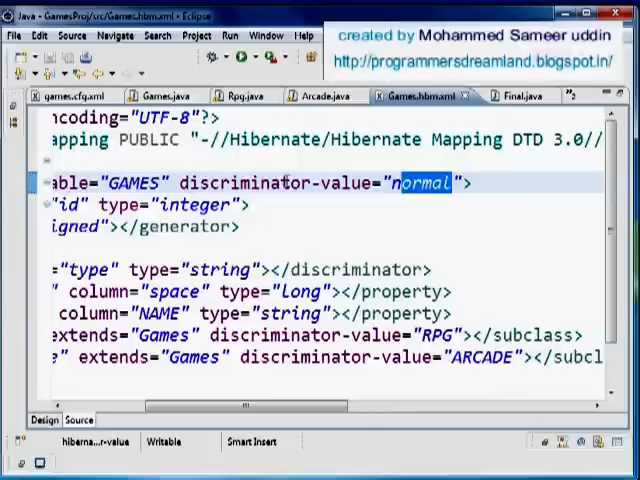 Java - GamesProj/src/Games.hbm.xml - Eclipse
File Edit Source Navigate Search Project Run Window
created by Mohammed Sameer uddin
http://programmersdreamland.blogspot.in/
games.cfg.xml Games.java Rpg.java Arcade.java Games.hbm.xml Final.java »2
ncoding="UTF-8"?>
apping PUBLIC "-//Hibernate/Hibernate Mapping DTD 3.0//
able="GAMES" discriminator-value="normal">
"id" type="integer">
igned"></generator>
="type" type="string"></discriminator>
" column="space" type="long"></property>
" column="NAME" type="string"></property>
extends="Games" discriminator-value="RPG"></subclass>
e" extends="Games" discriminator-value="ARCADE"></subcl
Design Source
hiberna...r-value Writable Smart Insert